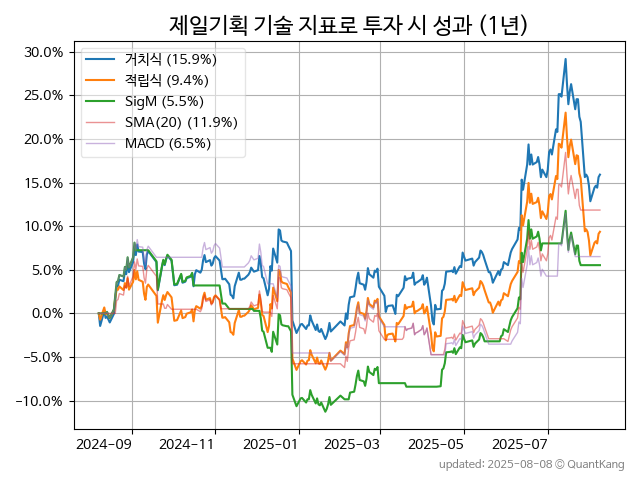 제일기획 기술 지표로 투자 시 성과 (1년)
30.0%
25.0%
20.0%
15.0%
10.0%
5.0%
0.0%
−5.0%
−10.0%
거치식 (15.9%)
적립식 (9.4%)
SigM (5.5%)
SMA(20) (11.9%)
MACD (6.5%)
2024-09 2024-11 2025-01 2025-03 2025-05 2025-07
updated: 2025-08-08 © QuantKang